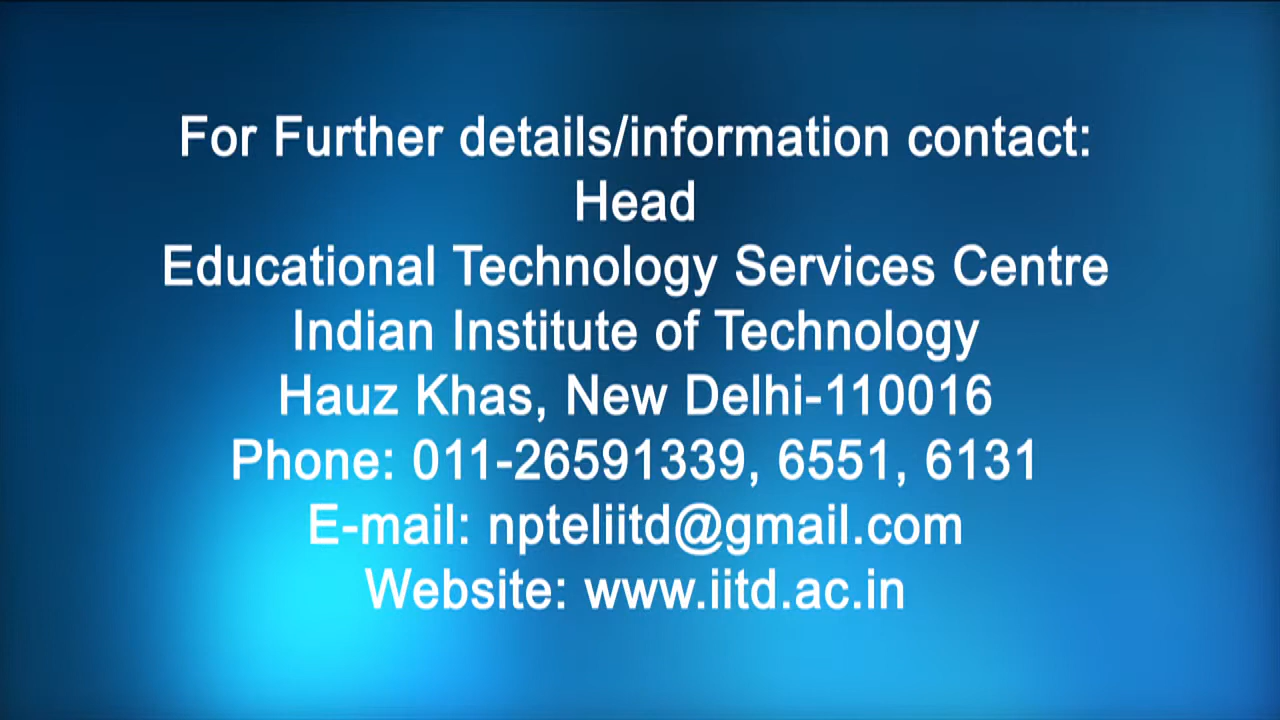 For Further details/information contact:
Head
Educational Technology Services Centre
Indian Institute of Technology
Hauz Khas, New Delhi-110016
Phone: 011-26591339, 6551, 6131
E-mail: npteliitd@gmail.com
Website: www.iitd.ac.in